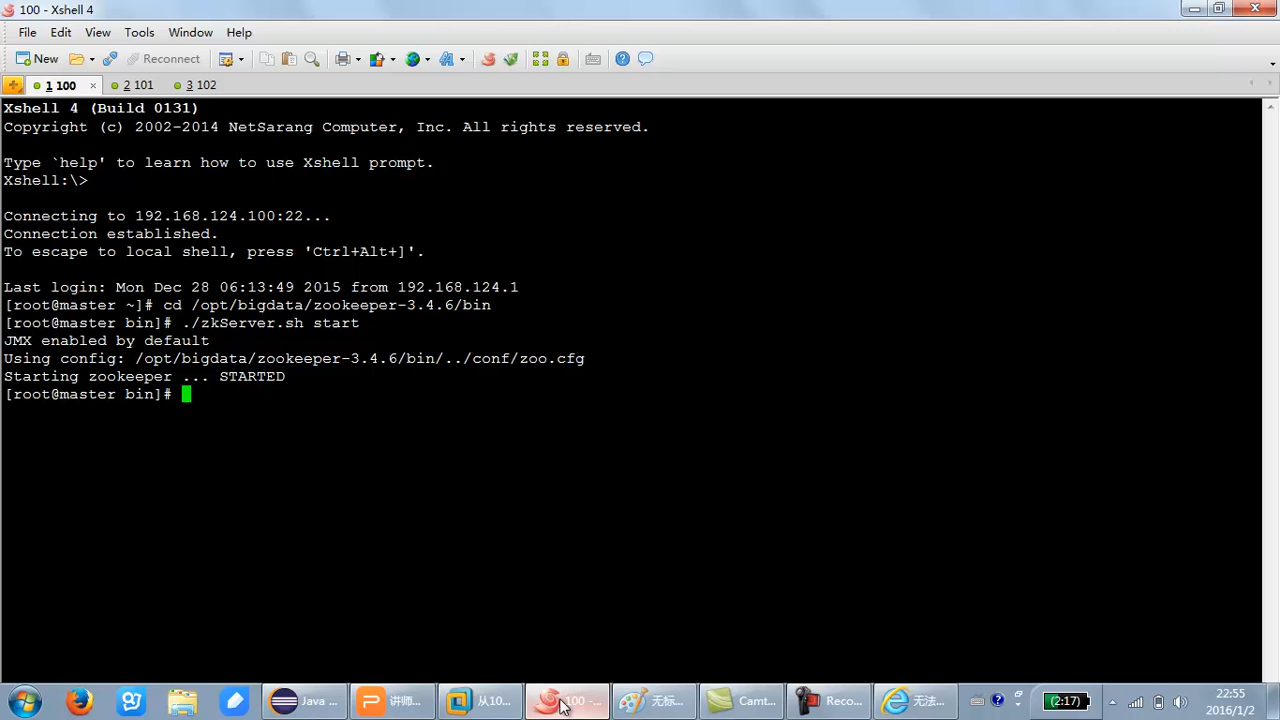 100 - Xshell 4
File Edit View Tools Window Help
New Reconnect
1 100 × 2 101 3 102
Xshell 4 (Build 0131)
Copyright (c) 2002-2014 NetSarang Computer, Inc. All rights reserved.
Type `help' to learn how to use Xshell prompt.
Xshell:\>
Connecting to 192.168.124.100:22...
Connection established.
To escape to local shell, press 'Ctrl+Alt+]'.
Last login: Mon Dec 28 06:13:49 2015 from 192.168.124.1
[root@master ~]# cd /opt/bigdata/zookeeper-3.4.6/bin
[root@master bin]# ./zkServer.sh start
JMX enabled by default
Using config: /opt/bigdata/zookeeper-3.4.6/bin/../conf/zoo.cfg
Starting zookeeper ... STARTED
[root@master bin]#
Java ... 讲师... 从10... 100 -... 无标... Camt... Reco... 无法... (2:17) 22:55
2016/1/2